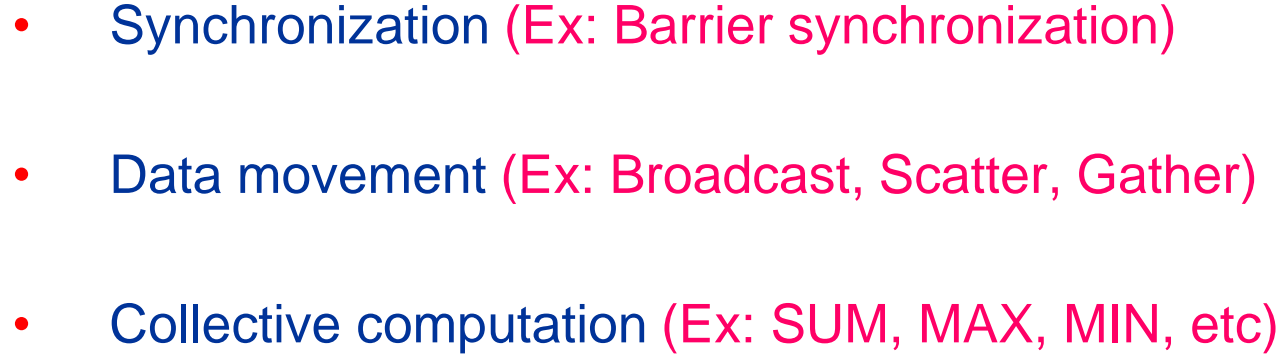 • Synchronization (Ex: Barrier synchronization)
• Data movement (Ex: Broadcast, Scatter, Gather)
• Collective computation (Ex: SUM, MAX, MIN, etc)